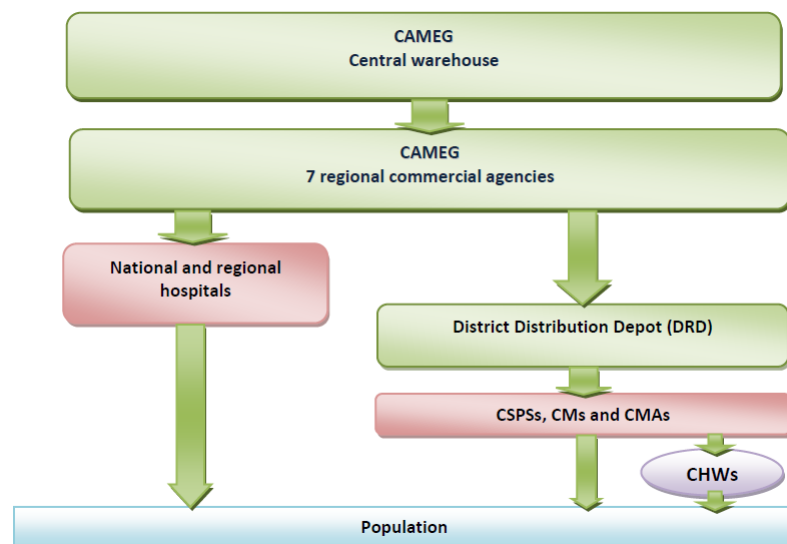 CAMEG
Central warehouse
CAMEG
7 regional commercial agencies
National and regional
hospitals
District Distribution Depot (DRD)
CSPSs, CMs and CMAs
CHWs
Population